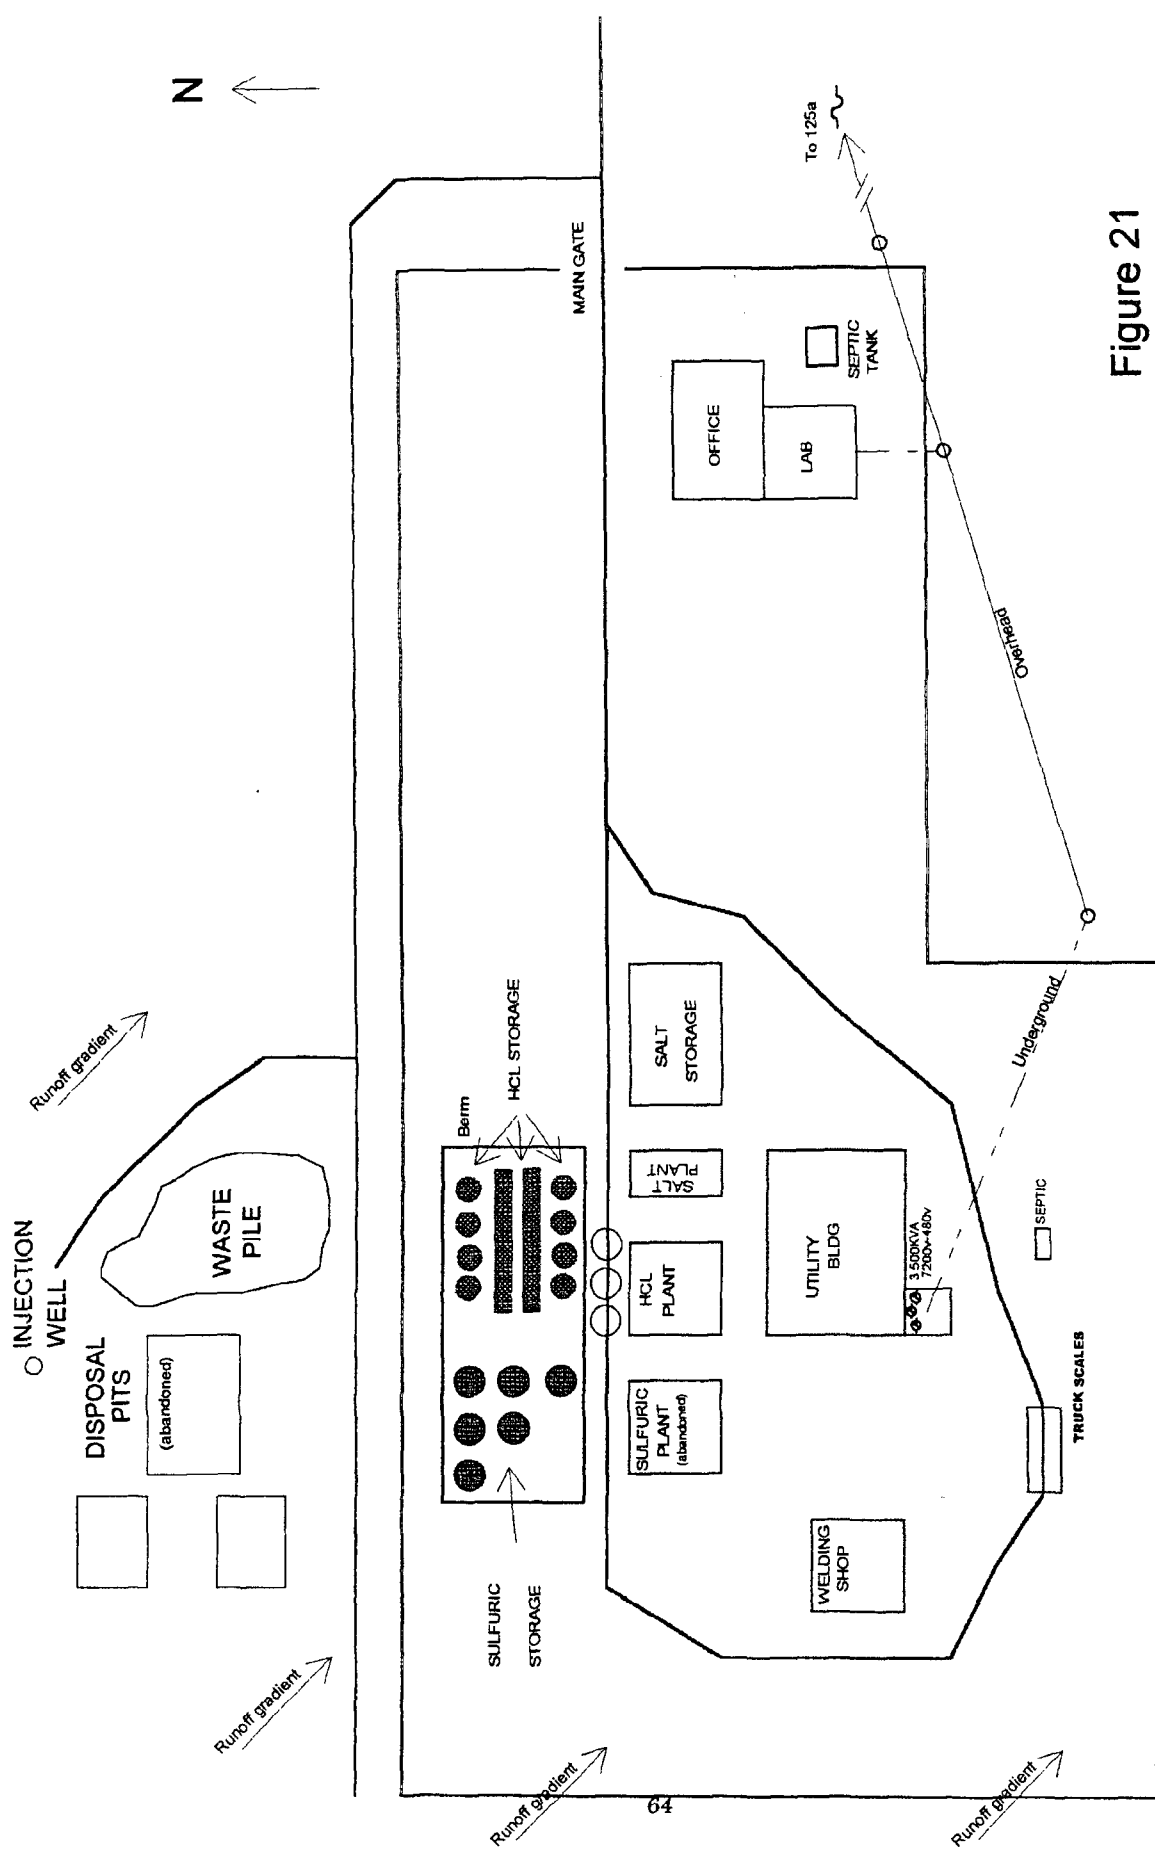 INJECTION
WELL
DISPOSAL
PITS
(abandoned)
WASTE
PILE
Runoff gradient
N
Runoff gradient
SULFURIC
STORAGE
Berm
HCL STORAGE
MAIN GATE
Runoff gradient
SULFURIC
PLANT
(abandoned)
HCL
PLANT
SALT
PLANT
SALT
STORAGE
OFFICE
LAB
SEPTIC
TANK
To 125a
WELDING
SHOP
UTILITY
BLDG
3 500KVA
7200v-480v
Underground
Overhead
Runoff gradient
TRUCK SCALES
SEPTIC
Figure 21
64